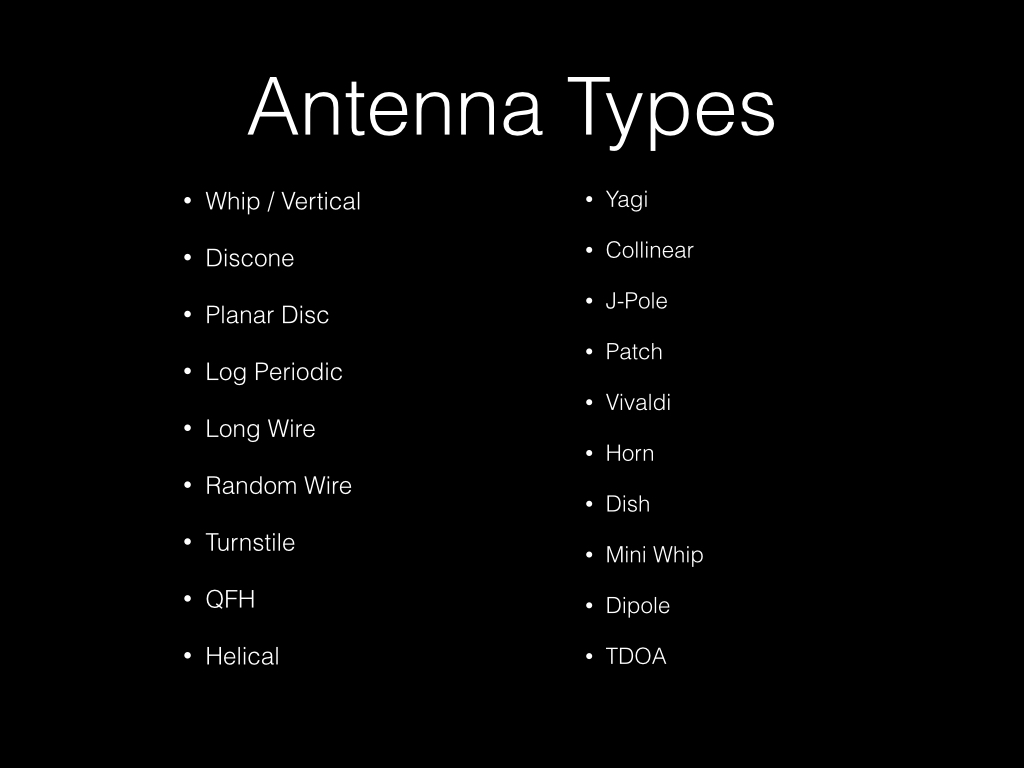 Antenna Types
• Whip / Vertical
• Discone
• Planar Disc
• Log Periodic
• Long Wire
• Random Wire
• Turnstile
• QFH
• Helical
• Yagi
• Collinear
• J-Pole
• Patch
• Vivaldi
• Horn
• Dish
• Mini Whip
• Dipole
• TDOA